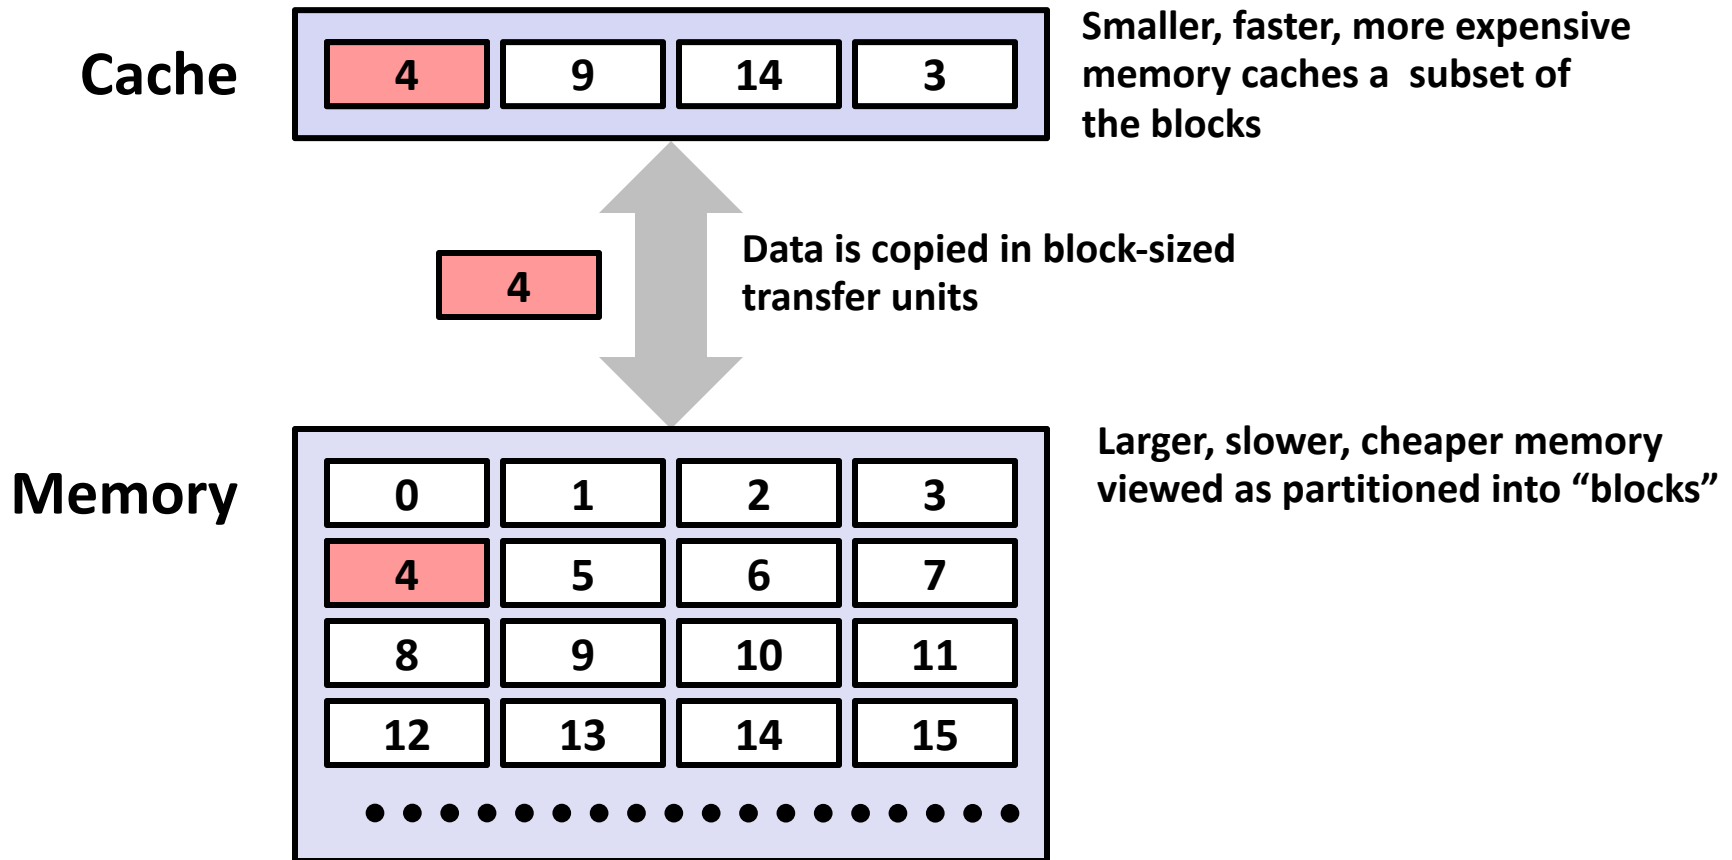 Cache
4 9 14 3
Smaller, faster, more expensive
memory caches a  subset of
the blocks
4
Data is copied in block-sized
transfer units
Memory
Larger, slower, cheaper memory
viewed as partitioned into “blocks”
0 1 2 3
4 5 6 7
8 9 10 11
12 13 14 15